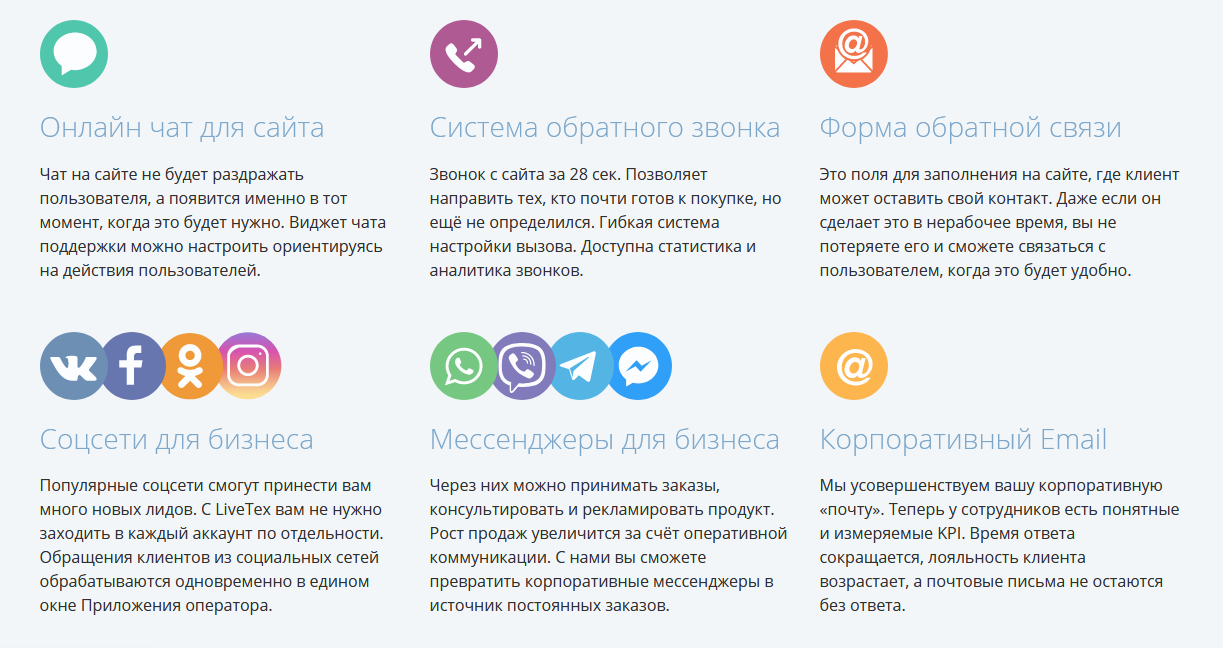 Онлайн чат для сайта
Чат на сайте не будет раздражать
пользователя, а появится именно в тот
момент, когда это будет нужно. Виджет чата
поддержки можно настроить ориентируясь
на действия пользователей.
Система обратного звонка
Звонок с сайта за 28 сек. Позволяет
направить тех, кто почти готов к покупке, но
ещё не определился. Гибкая система
настройки вызова. Доступна статистика и
аналитика звонков.
Форма обратной связи
Это поля для заполнения на сайте, где клиент
может оставить свой контакт. Даже если он
сделает это в нерабочее время, вы не
потеряете его и сможете связаться с
пользователем, когда это будет удобно.
Соцсети для бизнеса
Популярные соцсети смогут принести вам
много новых лидов. С LiveTex вам не нужно
заходить в каждый аккаунт по отдельности.
Обращения клиентов из социальных сетей
обрабатываются одновременно в едином
окне Приложения оператора.
Мессенджеры для бизнеса
Через них можно принимать заказы,
консультировать и рекламировать продукт.
Рост продаж увеличится за счёт оперативной
коммуникации. С нами вы сможете
превратить корпоративные мессенджеры в
источник постоянных заказов.
Корпоративный Email
Мы усовершенствуем вашу корпоративную
«почту». Теперь у сотрудников есть понятные
и измеряемые KPI. Время ответа
сокращается, лояльность клиента
возрастает, а почтовые письма не остаются
без ответа.